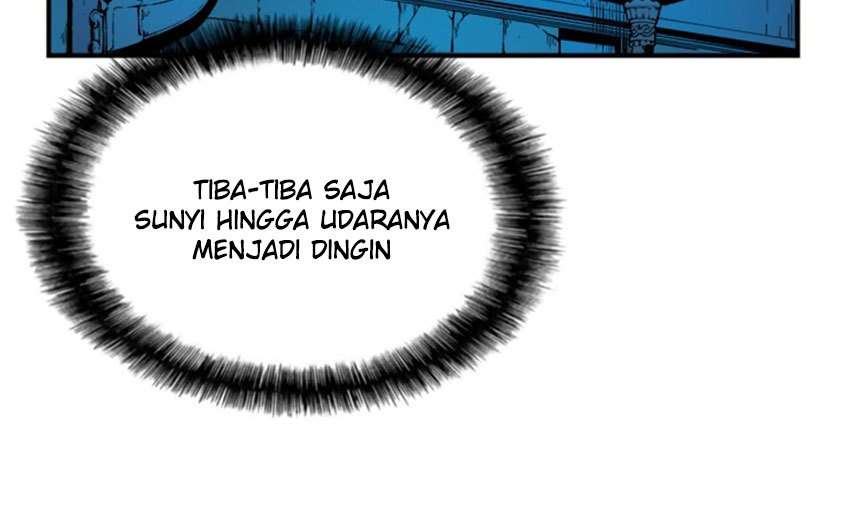 TIBA-TIBA SAJA
SUNYI HINGGA UDARANYA
MENJADI DINGIN